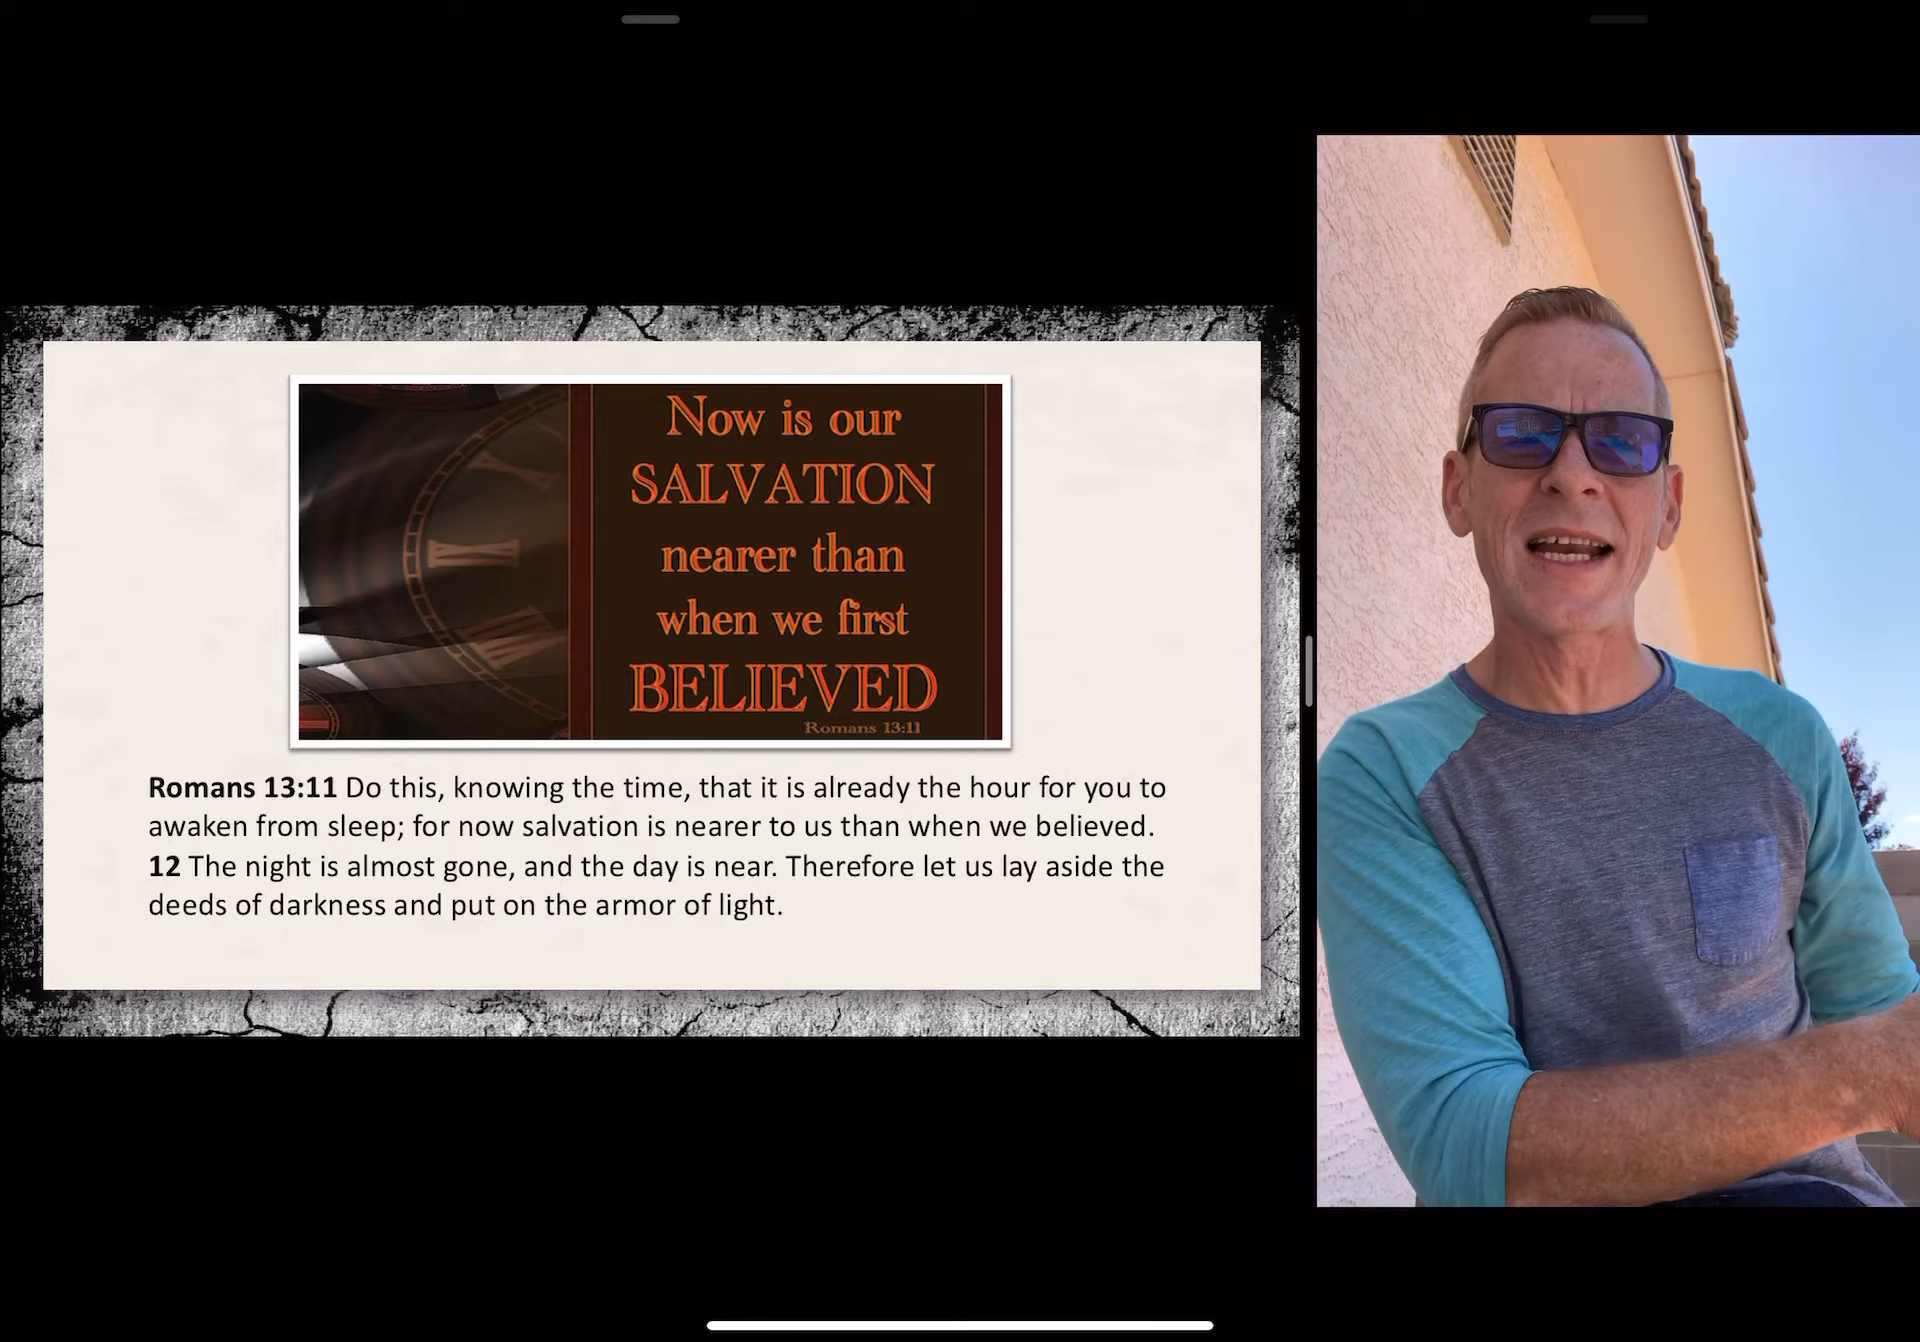 Now is our
SALVATION
nearer than
when we first
BELIEVED
Romans 13:11
Romans 13:11 Do this, knowing the time, that it is already the hour for you to
awaken from sleep; for now salvation is nearer to us than when we believed.
12 The night is almost gone, and the day is near. Therefore let us lay aside the
deeds of darkness and put on the armor of light.